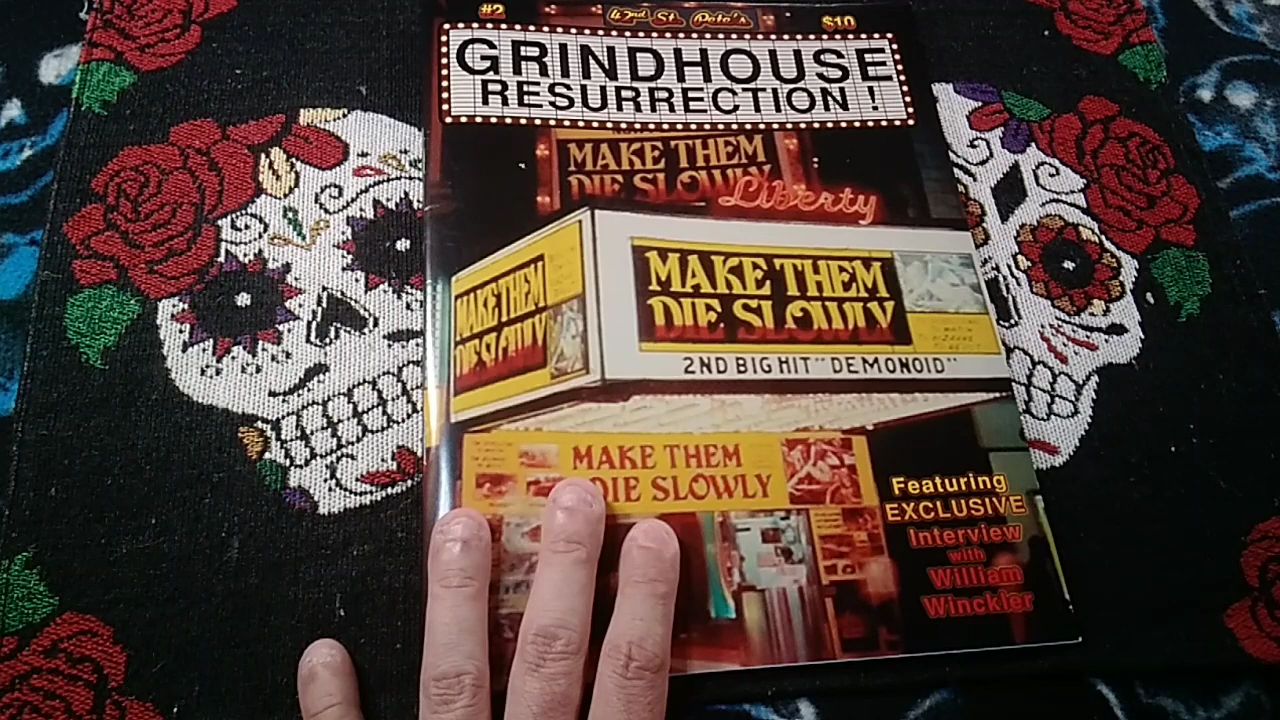 #2
42nd St. Pete's
$10
GRINDHOUSE
RESURRECTION !
MAKE THEM
DIE SLOWLY
Liberty
MAKE THEM
DIE SLOWLY
MAKE THEM
DIE SLOWLY
2ND BIG HIT "DEMONOID"
MAKE THEM
DIE SLOWLY
Featuring
EXCLUSIVE
Interview
with
William
Winckler